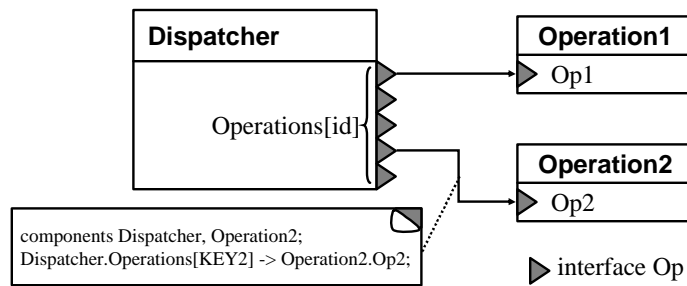 Dispatcher
Operations[id]
Operation1
Op1
Operation2
Op2
components Dispatcher, Operation2;
Dispatcher.Operations[KEY2] -> Operation2.Op2;
interface Op